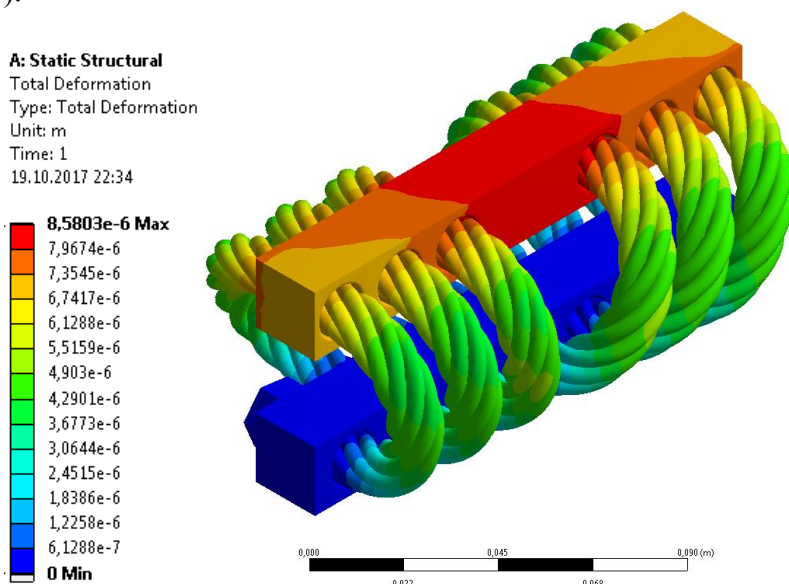 ).
A: Static Structural
Total Deformation
Type: Total Deformation
Unit: m
Time: 1
19.10.2017 22:34
8,5803e-6 Max
7,9674e-6
7,3545e-6
6,7417e-6
6,1288e-6
5,5159e-6
4,903e-6
4,2901e-6
3,6773e-6
3,0644e-6
2,4515e-6
1,8386e-6
1,2258e-6
6,1288e-7
0 Min
0,000 0,045 0,090 (m)